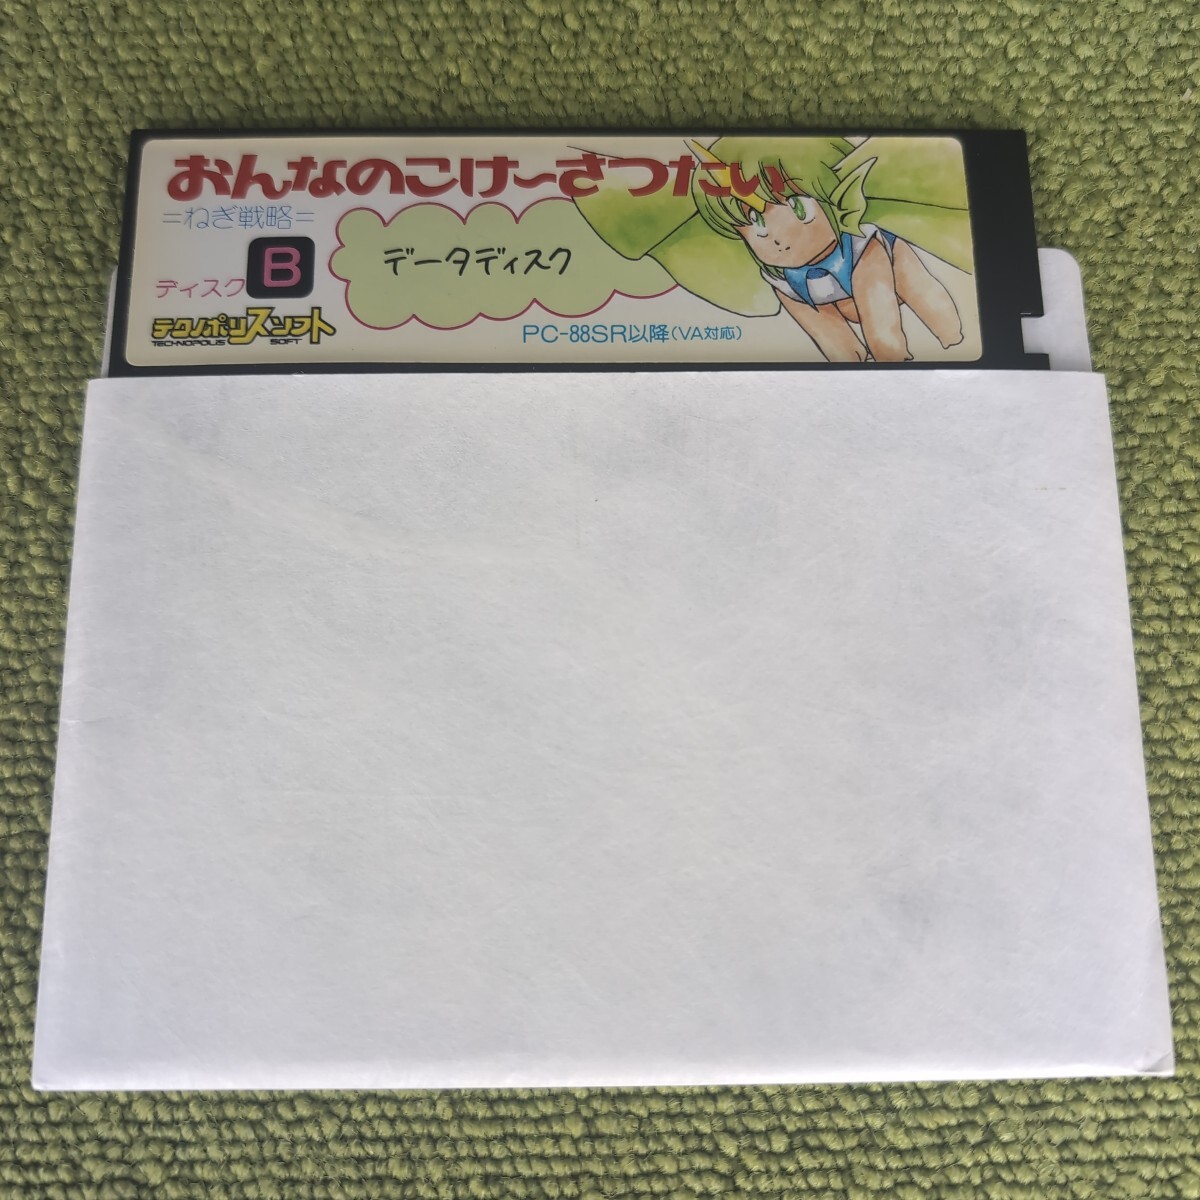 おんなのこけ〜さつたい
=ねぎ戦略=
ディスク B
データディスク
テクノポリスソフト
TECHNOPOLIS SOFT
PC-88SR以降(VA対応)